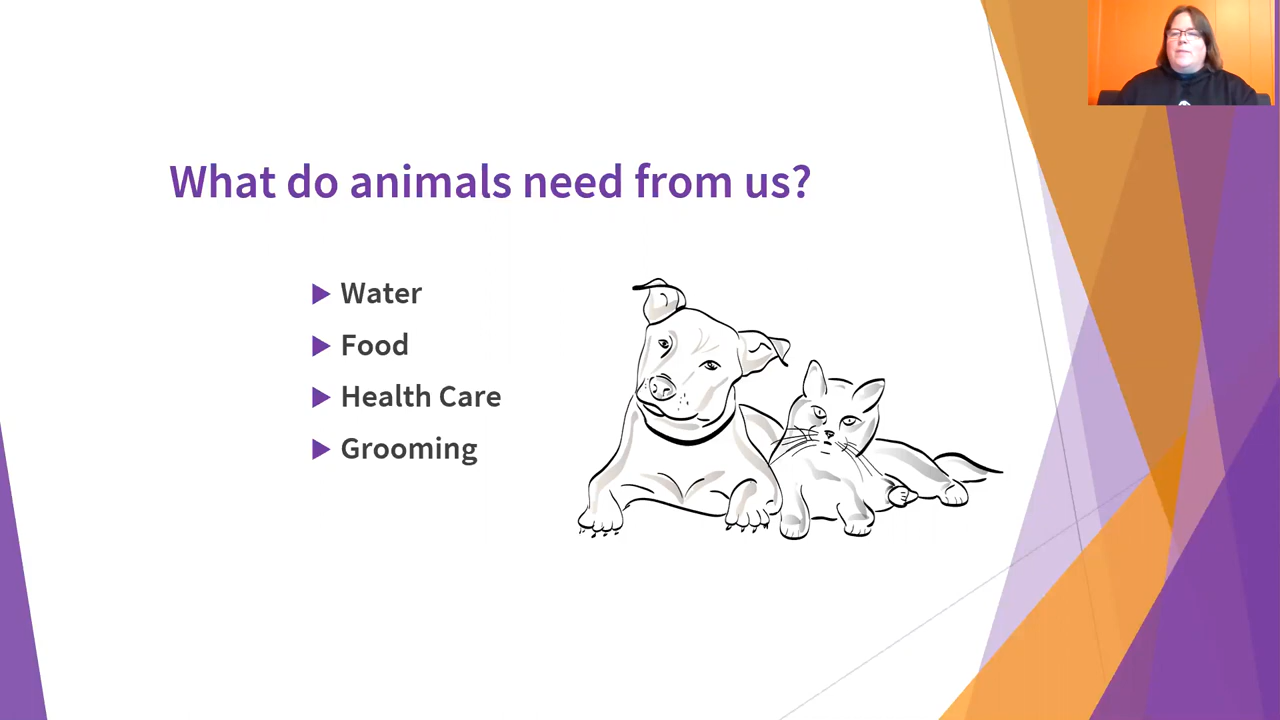 What do animals need from us?
Water
Food
Health Care
Grooming